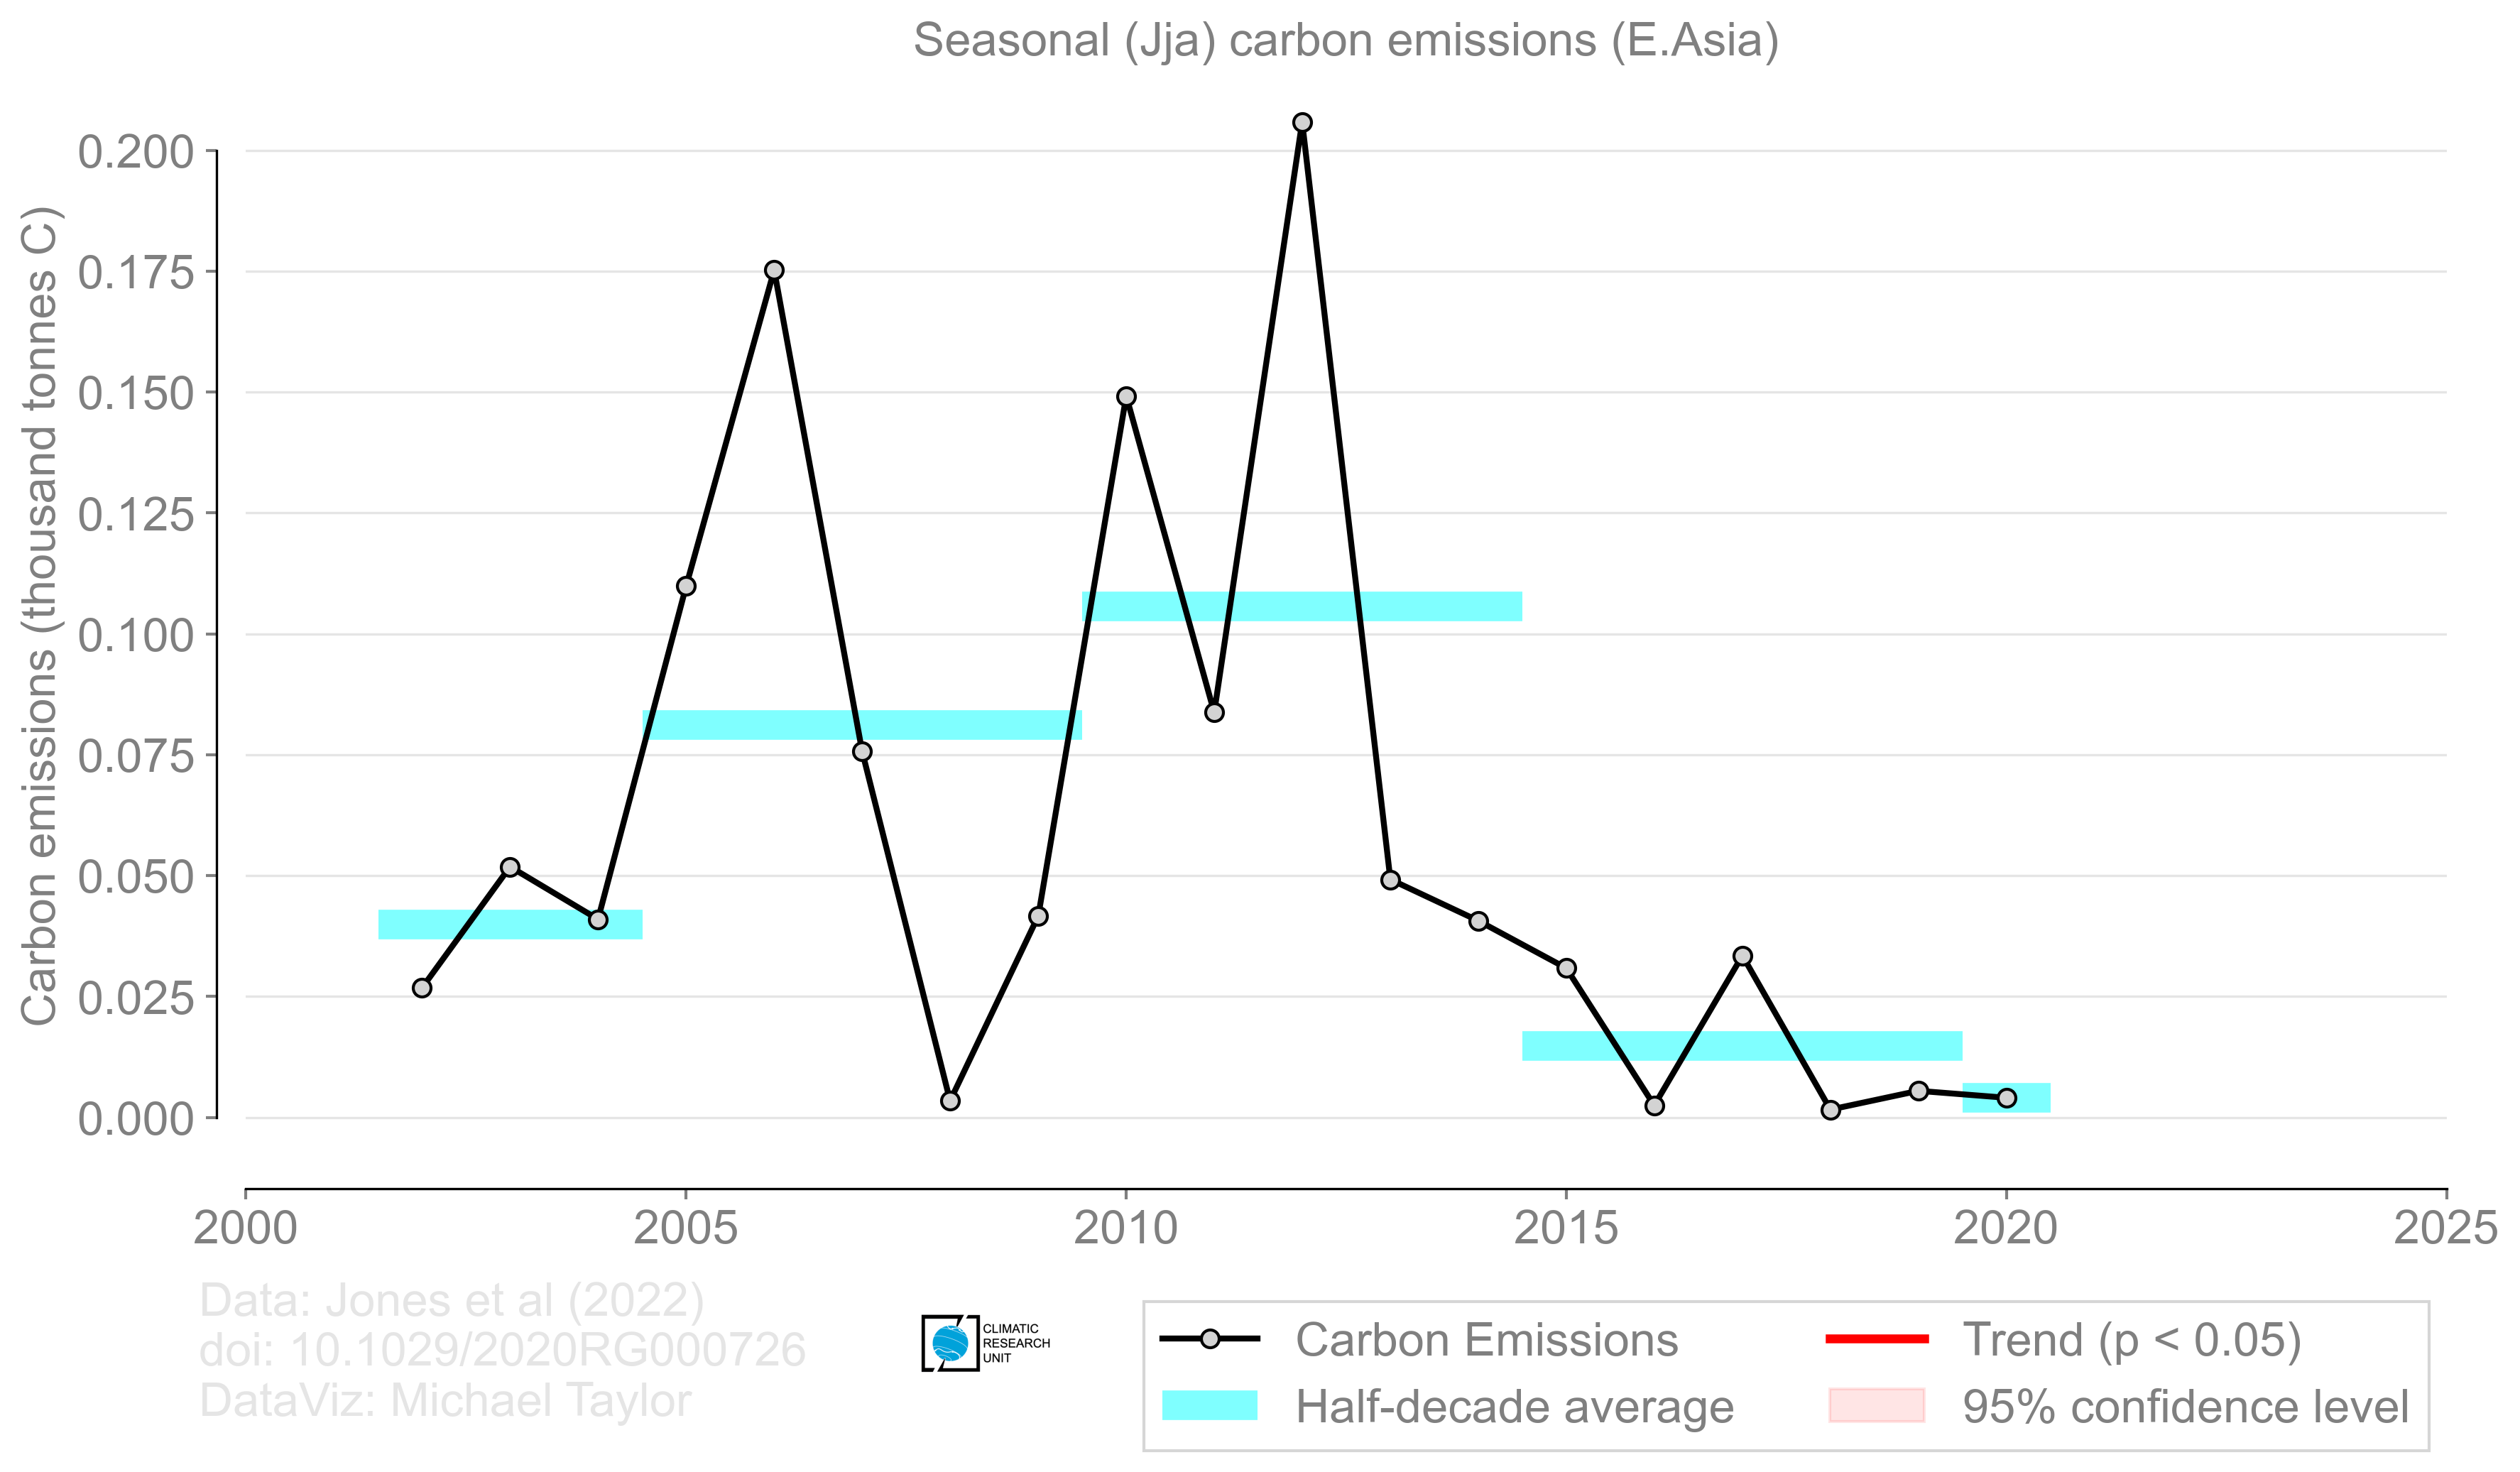 Seasonal (Jja) carbon emissions (E.Asia)
Carbon emissions (thousand tonnes C)
0.200
0.175
0.150
0.125
0.100
0.075
0.050
0.025
0.000
2000 2005 2010 2015 2020 2025
Data: Jones et al (2022)
doi: 10.1029/2020RG000726
DataViz: Michael Taylor
CLIMATIC
RESEARCH
UNIT
Carbon Emissions
Half-decade average
Trend (p < 0.05)
95% confidence level